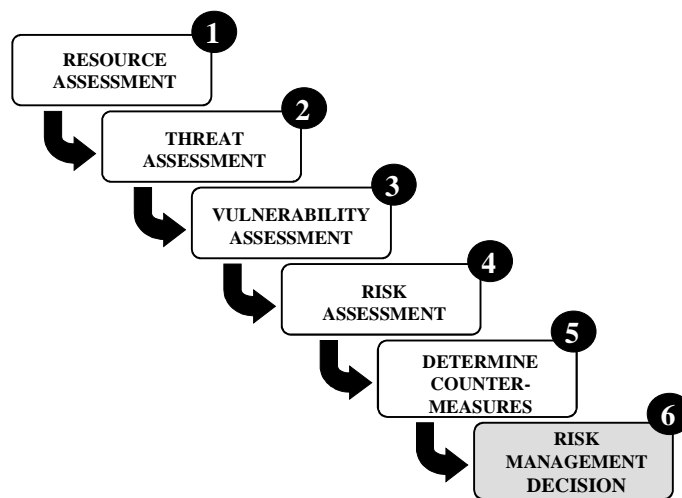 1
RESOURCE
ASSESSMENT
2
THREAT
ASSESSMENT
3
VULNERABILITY
ASSESSMENT
4
RISK
ASSESSMENT
5
DETERMINE
COUNTER-
MEASURES
6
RISK
MANAGEMENT
DECISION